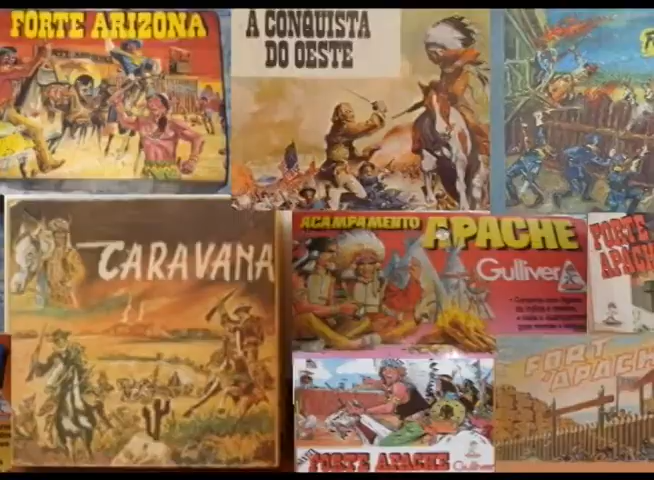 FORTE ARIZONA
A CONQUISTA
DO OESTE
CARAVANA
ACAMPAMENTO APACHE
Gulliver
FORTE
APACHE
FORT
APACHE
FORTE APACHE Gulliver